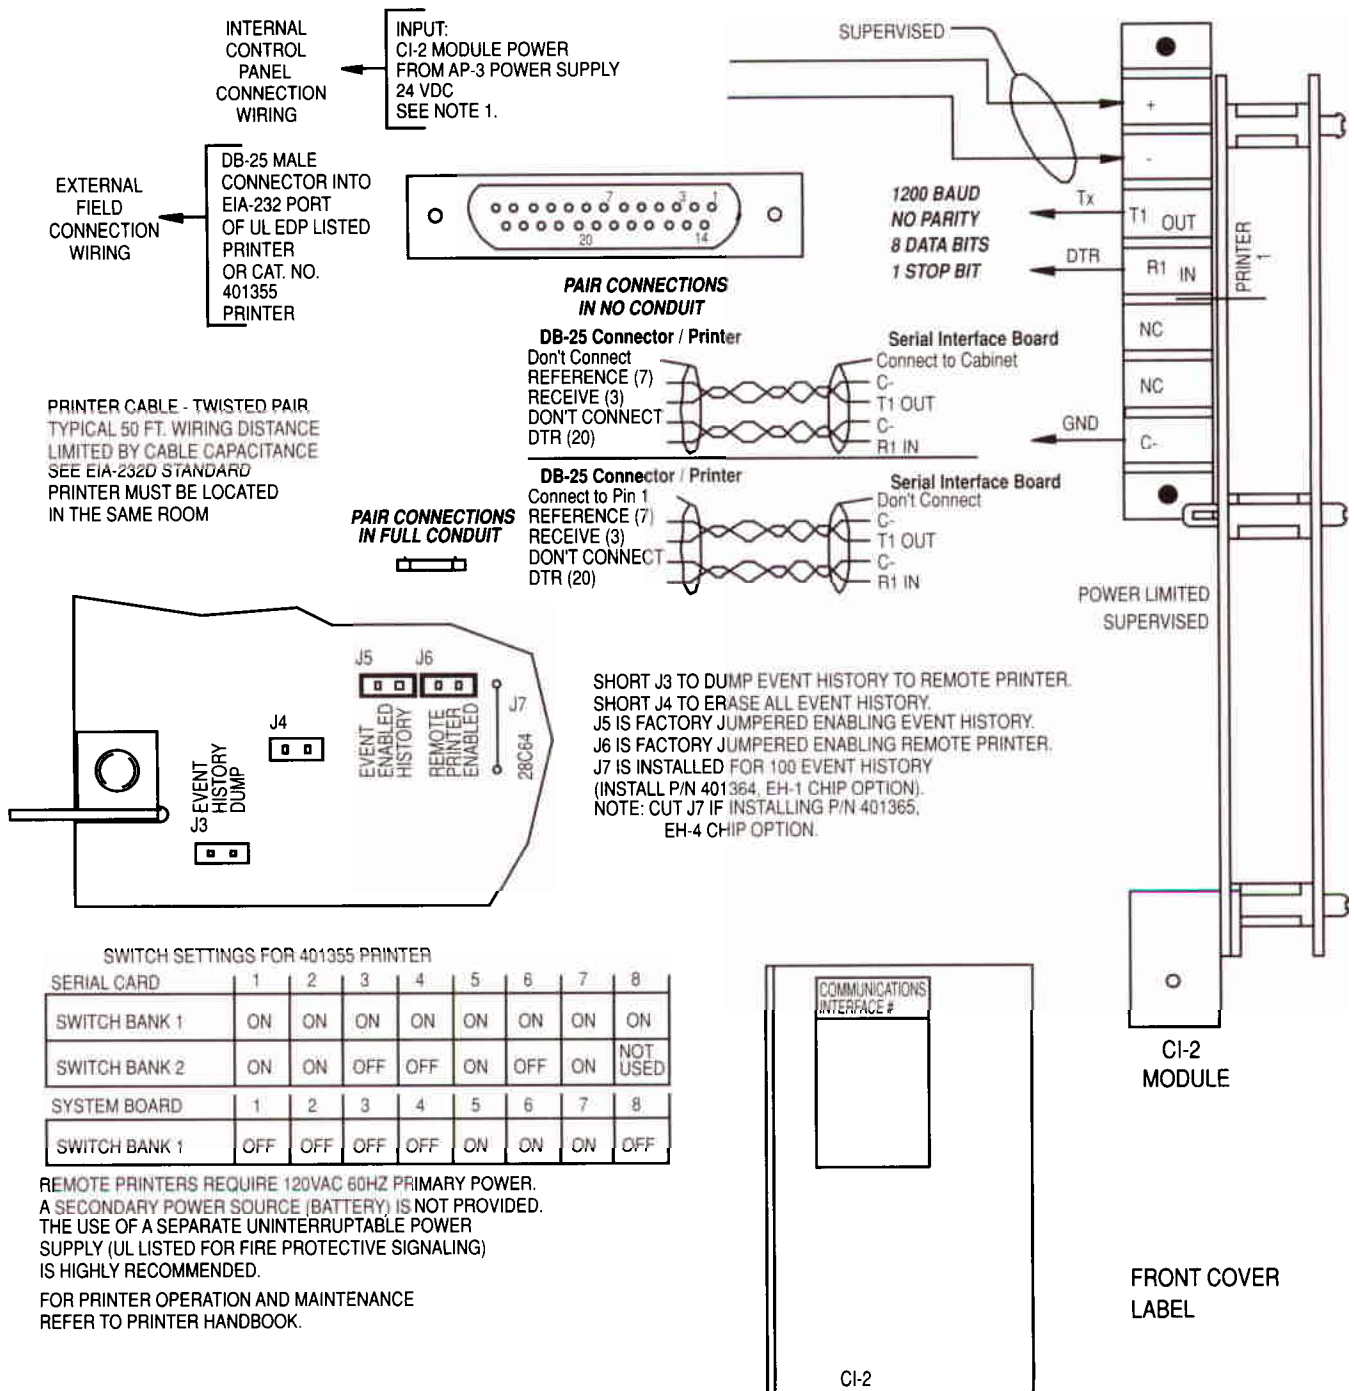 INTERNAL
CONTROL
PANEL
CONNECTION
WIRING
INPUT:
CI-2 MODULE POWER
FROM AP-3 POWER SUPPLY
24 VDC
SEE NOTE 1.
EXTERNAL
FIELD
CONNECTION
WIRING
DB-25 MALE
CONNECTOR INTO
EIA-232 PORT
OF UL EDP LISTED
PRINTER
OR CAT. NO.
401355
PRINTER
7 3 1
20 14
SUPERVISED
+
-
1200 BAUD
NO PARITY
8 DATA BITS
1 STOP BIT
Tx
T1 OUT
DTR
R1 IN
PRINTER
1
NC
NC
GND
C-
POWER LIMITED
SUPERVISED
PAIR CONNECTIONS
IN NO CONDUIT
DB-25 Connector / Printer
Don't Connect
REFERENCE (7)
RECEIVE (3)
DON'T CONNECT
DTR (20)
Serial Interface Board
Connect to Cabinet
C-
T1 OUT
C-
R1 IN
PRINTER CABLE - TWISTED PAIR
TYPICAL 50 FT. WIRING DISTANCE
LIMITED BY CABLE CAPACITANCE
SEE EIA-232D STANDARD
PRINTER MUST BE LOCATED
IN THE SAME ROOM
PAIR CONNECTIONS
IN FULL CONDUIT
DB-25 Connector / Printer
Connect to Pin 1
REFERENCE (7)
RECEIVE (3)
DON'T CONNECT
DTR (20)
Serial Interface Board
Don't Connect
C-
T1 OUT
C-
R1 IN
J5
J6
EVENT
ENABLED
HISTORY
REMOTE
PRINTER
ENABLED
J7
28C64
J4
EVENT
HISTORY
DUMP
J3
SHORT J3 TO DUMP EVENT HISTORY TO REMOTE PRINTER.
SHORT J4 TO ERASE ALL EVENT HISTORY.
J5 IS FACTORY JUMPERED ENABLING EVENT HISTORY.
J6 IS FACTORY JUMPERED ENABLING REMOTE PRINTER.
J7 IS INSTALLED FOR 100 EVENT HISTORY
(INSTALL P/N 401364, EH-1 CHIP OPTION).
NOTE: CUT J7 IF INSTALLING P/N 401365,
EH-4 CHIP OPTION.
SWITCH SETTINGS FOR 401355 PRINTER
SERIAL CARD 1 2 3 4 5 6 7 8
SWITCH BANK 1 ON ON ON ON ON ON ON ON
SWITCH BANK 2 ON ON OFF OFF ON OFF ON NOT USED
SYSTEM BOARD 1 2 3 4 5 6 7 8
SWITCH BANK 1 OFF OFF OFF OFF ON ON ON OFF
REMOTE PRINTERS REQUIRE 120VAC 60HZ PRIMARY POWER.
A SECONDARY POWER SOURCE (BATTERY) IS NOT PROVIDED.
THE USE OF A SEPARATE UNINTERRUPTABLE POWER
SUPPLY (UL LISTED FOR FIRE PROTECTIVE SIGNALING)
IS HIGHLY RECOMMENDED.
FOR PRINTER OPERATION AND MAINTENANCE
REFER TO PRINTER HANDBOOK.
COMMUNICATIONS
INTERFACE #
CI-2
CI-2
MODULE
FRONT COVER
LABEL